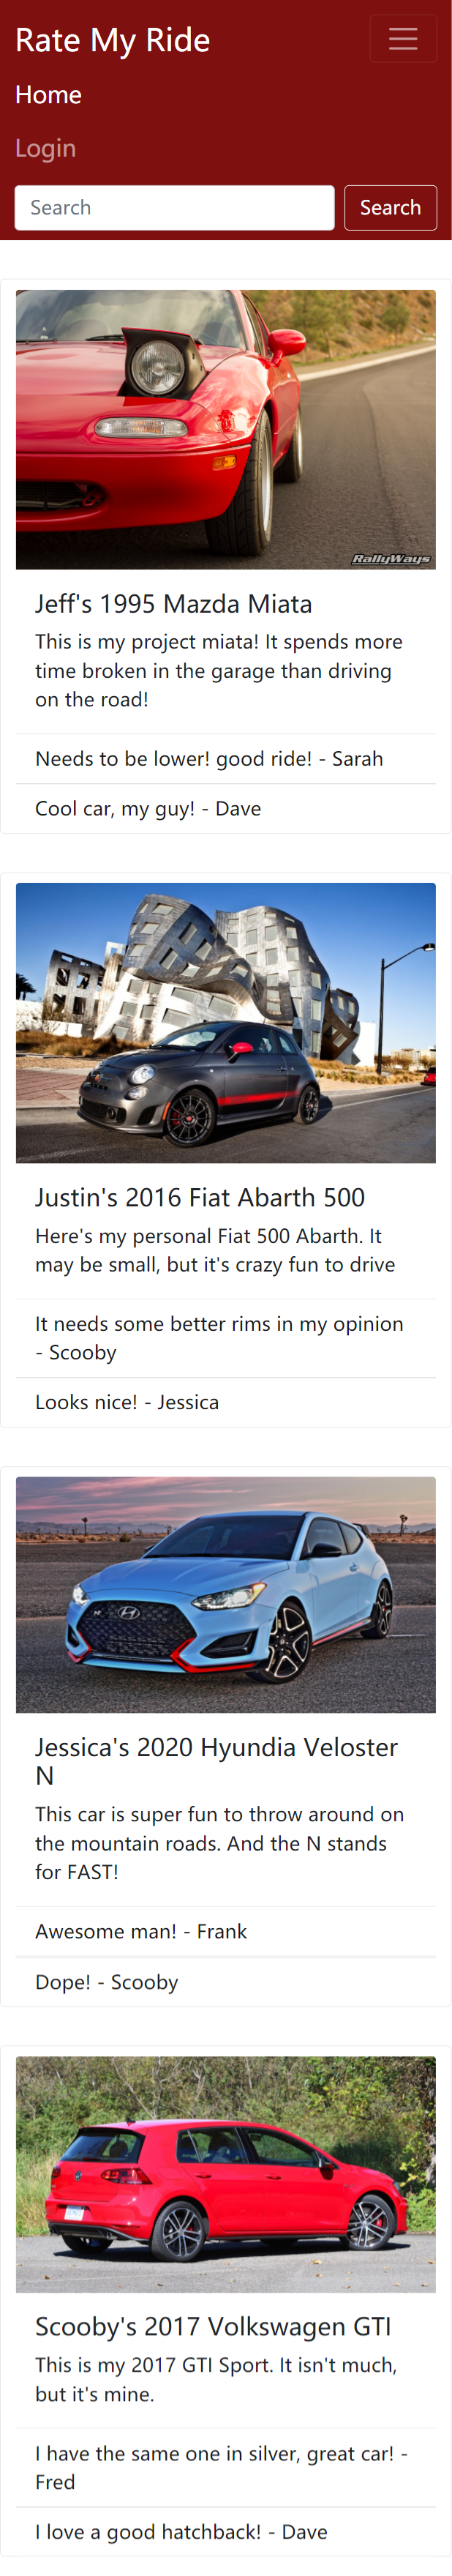 Rate My Ride
Home
Login
Search
Search
RallyWays
Jeff's 1995 Mazda Miata
This is my project miata! It spends more
time broken in the garage than driving
on the road!
Needs to be lower! good ride! - Sarah
Cool car, my guy! - Dave
Justin's 2016 Fiat Abarth 500
Here's my personal Fiat 500 Abarth. It
may be small, but it's crazy fun to drive
It needs some better rims in my opinion
- Scooby
Looks nice! - Jessica
Jessica's 2020 Hyundia Veloster
N
This car is super fun to throw around on
the mountain roads. And the N stands
for FAST!
Awesome man! - Frank
Dope! - Scooby
Scooby's 2017 Volkswagen GTI
This is my 2017 GTI Sport. It isn't much,
but it's mine.
I have the same one in silver, great car! -
Fred
I love a good hatchback! - Dave